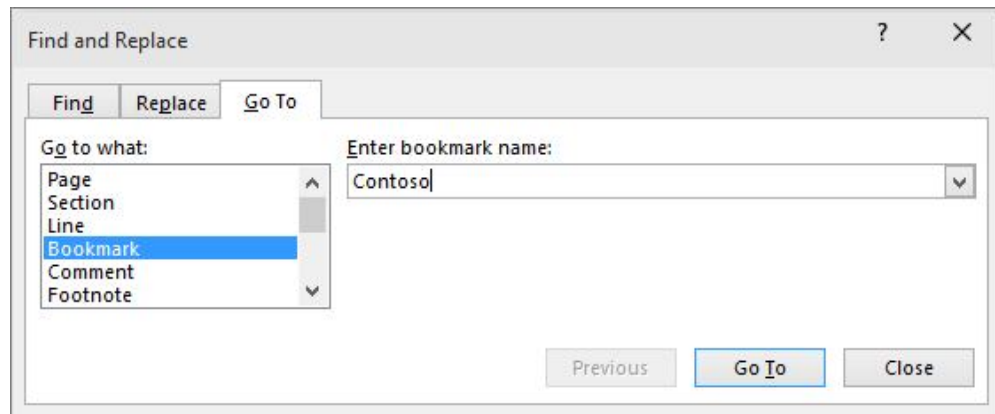 Find and Replace ?
Find Replace Go To
Go to what: Enter bookmark name:
Page
Section
Line
Bookmark
Comment
Footnote
Contoso
Previous Go To Close